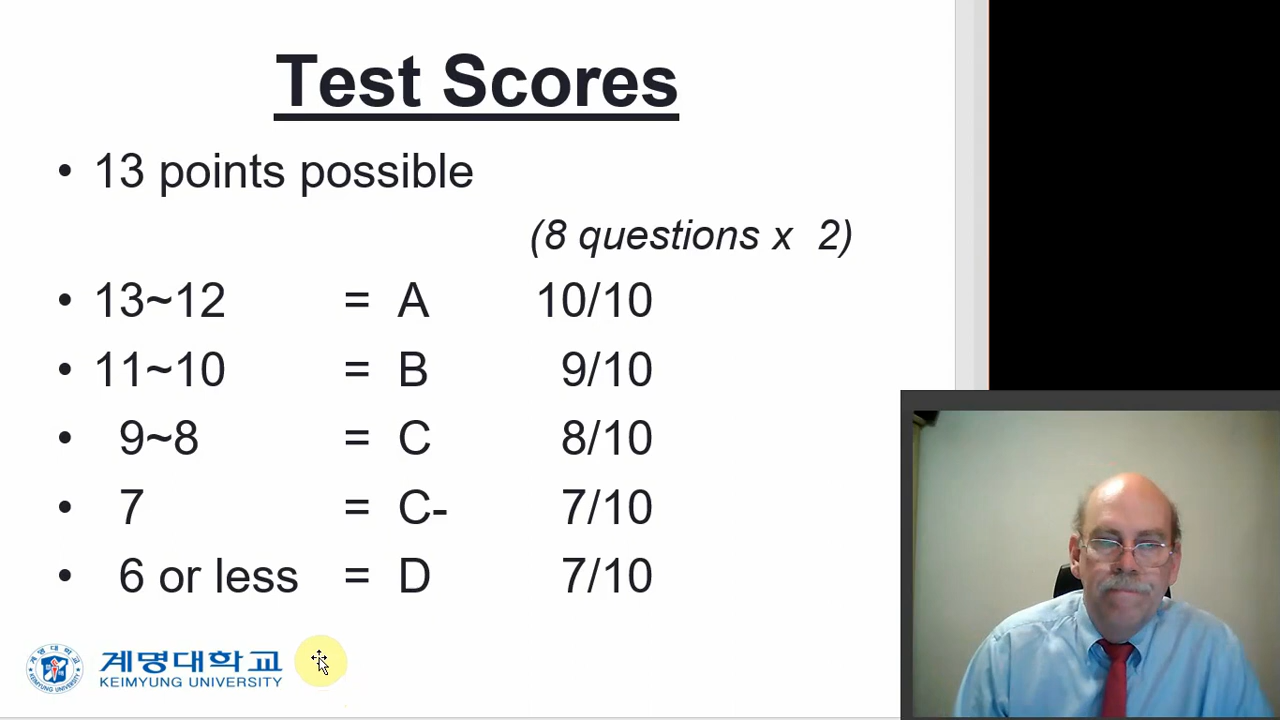 Test Scores
• 13 points possible
(8 questions x 2)
• 13~12 = A 10/10
• 11~10 = B 9/10
• 9~8 = C 8/10
• 7 = C- 7/10
• 6 or less = D 7/10
계명대학교
KEIMYUNG UNIVERSITY